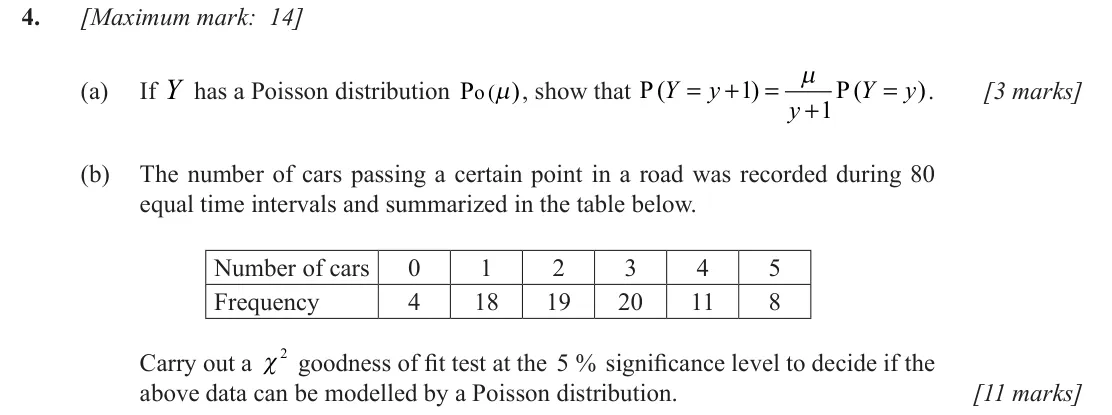 4. [Maximum mark: 14]
(a) If Y has a Poisson distribution Po(μ), show that P(Y = y+1) = μ/(y+1) P(Y = y). [3 marks]
(b) The number of cars passing a certain point in a road was recorded during 80
equal time intervals and summarized in the table below.
Number of cars 0 1 2 3 4 5
Frequency 4 18 19 20 11 8
Carry out a χ² goodness of fit test at the 5 % significance level to decide if the
above data can be modelled by a Poisson distribution. [11 marks]